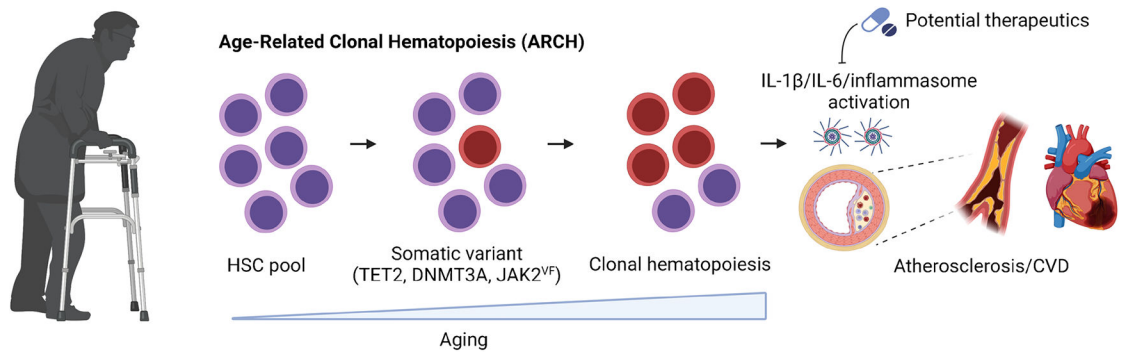 Age-Related Clonal Hematopoiesis (ARCH)
Potential therapeutics
IL-1β/IL-6/inflammasome
activation
HSC pool
Somatic variant
(TET2, DNMT3A, JAK2ⱽᶠ)
Clonal hematopoiesis
Atherosclerosis/CVD
Aging